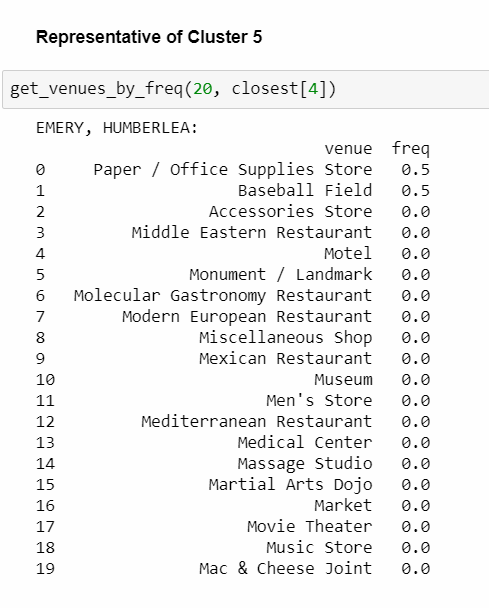 Representative of Cluster 5
get_venues_by_freq(20, closest[4])
EMERY, HUMBERLEA:
venue freq
0 Paper / Office Supplies Store 0.5
1 Baseball Field 0.5
2 Accessories Store 0.0
3 Middle Eastern Restaurant 0.0
4 Motel 0.0
5 Monument / Landmark 0.0
6 Molecular Gastronomy Restaurant 0.0
7 Modern European Restaurant 0.0
8 Miscellaneous Shop 0.0
9 Mexican Restaurant 0.0
10 Museum 0.0
11 Men's Store 0.0
12 Mediterranean Restaurant 0.0
13 Medical Center 0.0
14 Massage Studio 0.0
15 Martial Arts Dojo 0.0
16 Market 0.0
17 Movie Theater 0.0
18 Music Store 0.0
19 Mac & Cheese Joint 0.0